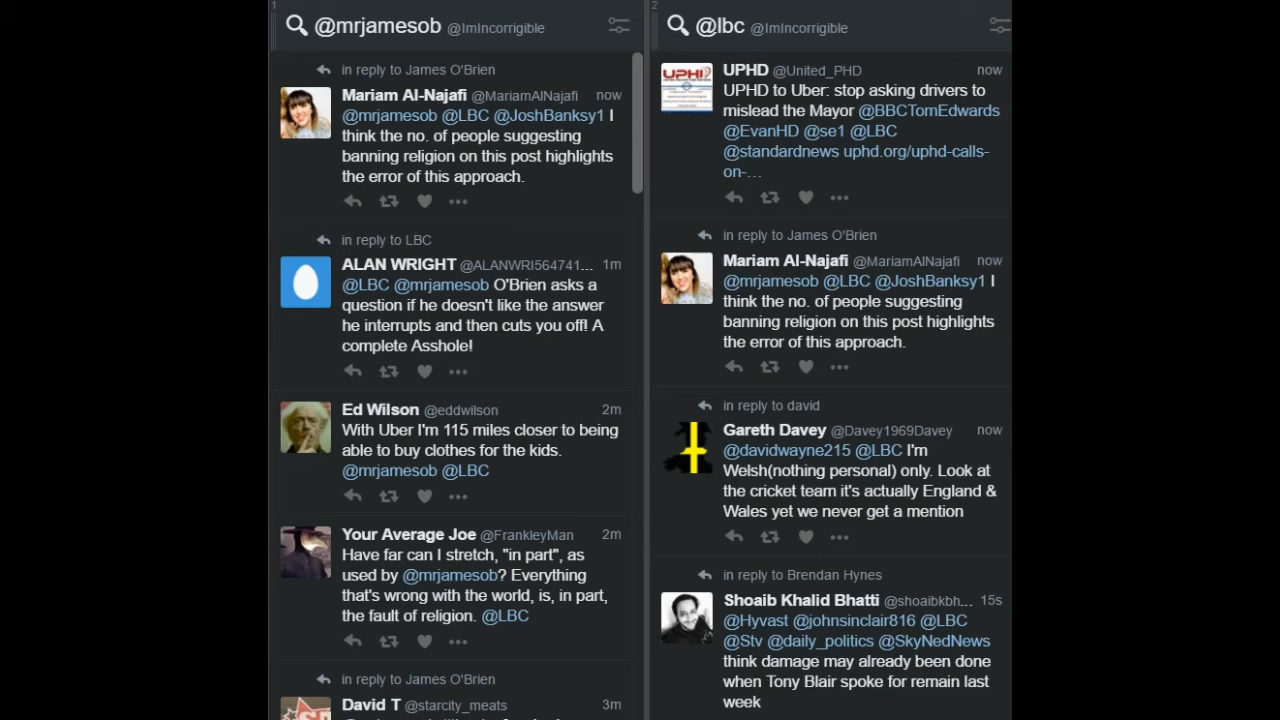 1
@mrjamesob @ImIncorrigible
in reply to James O'Brien
Mariam Al-Najafi @MariamAlNajafi now
@mrjamesob @LBC @JoshBanksy1 I
think the no. of people suggesting
banning religion on this post highlights
the error of this approach.
in reply to LBC
ALAN WRIGHT @ALANWRI564741... 1m
@LBC @mrjamesob O'Brien asks a
question if he doesn't like the answer
he interrupts and then cuts you off! A
complete Asshole!
Ed Wilson @eddwilson 2m
With Uber I'm 115 miles closer to being
able to buy clothes for the kids.
@mrjamesob @LBC
Your Average Joe @FrankleyMan 2m
Have far can I stretch, "in part", as
used by @mrjamesob? Everything
that's wrong with the world, is, in part,
the fault of religion. @LBC
in reply to James O'Brien
David T @starcity_meats 3m
2
@lbc @ImIncorrigible
UPHD
UPHD @United_PHD now
UPHD to Uber: stop asking drivers to
mislead the Mayor @BBCTomEdwards
@EvanHD @se1 @LBC
@standardnews uphd.org/uphd-calls-
on-…
in reply to James O'Brien
Mariam Al-Najafi @MariamAlNajafi now
@mrjamesob @LBC @JoshBanksy1 I
think the no. of people suggesting
banning religion on this post highlights
the error of this approach.
in reply to david
Gareth Davey @Davey1969Davey now
@davidwayne215 @LBC I'm
Welsh(nothing personal) only. Look at
the cricket team it's actually England &
Wales yet we never get a mention
in reply to Brendan Hynes
Shoaib Khalid Bhatti @shoaibkbh... 15s
@Hyvast @johnsinclair816 @LBC
@Stv @daily_politics @SkyNedNews
think damage may already been done
when Tony Blair spoke for remain last
week